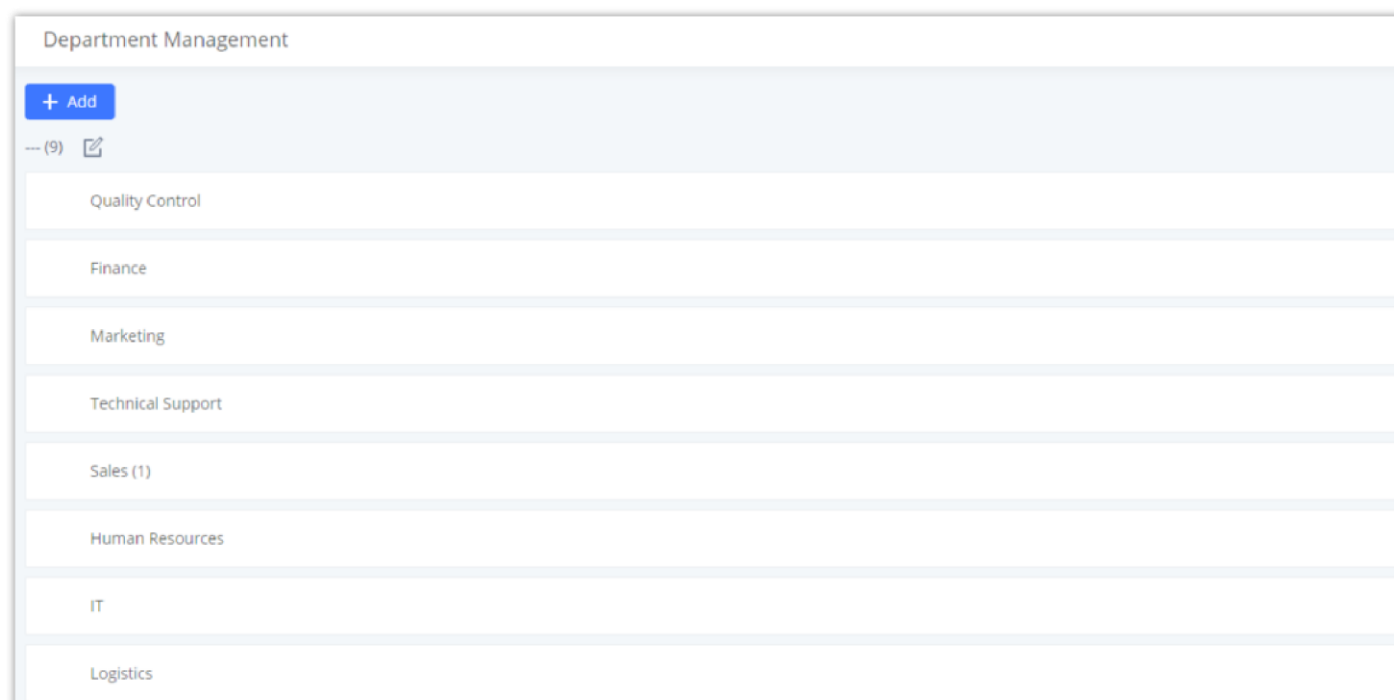 Department Management
+ Add
--- (9)
Quality Control
Finance
Marketing
Technical Support
Sales (1)
Human Resources
IT
Logistics